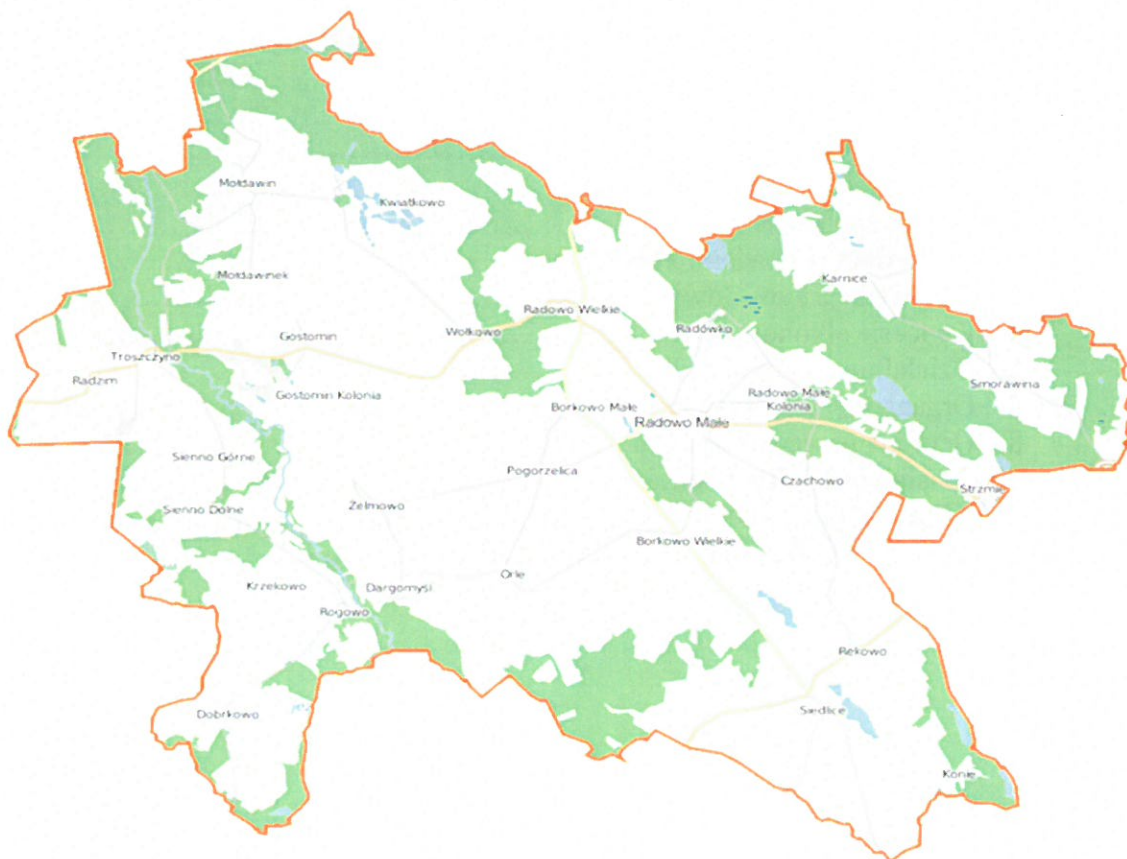 Mołdawin
Kwiatkowo
Mołdawinek
Karnice
Radowo Wielkie
Wołkowo
Radówko
Gostomin
Troszczyno
Radzim
Smorawina
Gostomin Kolonia
Radowo Małe
Kolonia
Borkowo Małe
Radowo Małe
Sienno Górne
Pogorzelica
Czachowo
Strzmie
Żelmowo
Sienno Dolne
Borkowo Wielkie
Orle
Krzekowo
Dargomyśl
Rogowo
Rekowo
Dobrkowo
Siedlice
Konie